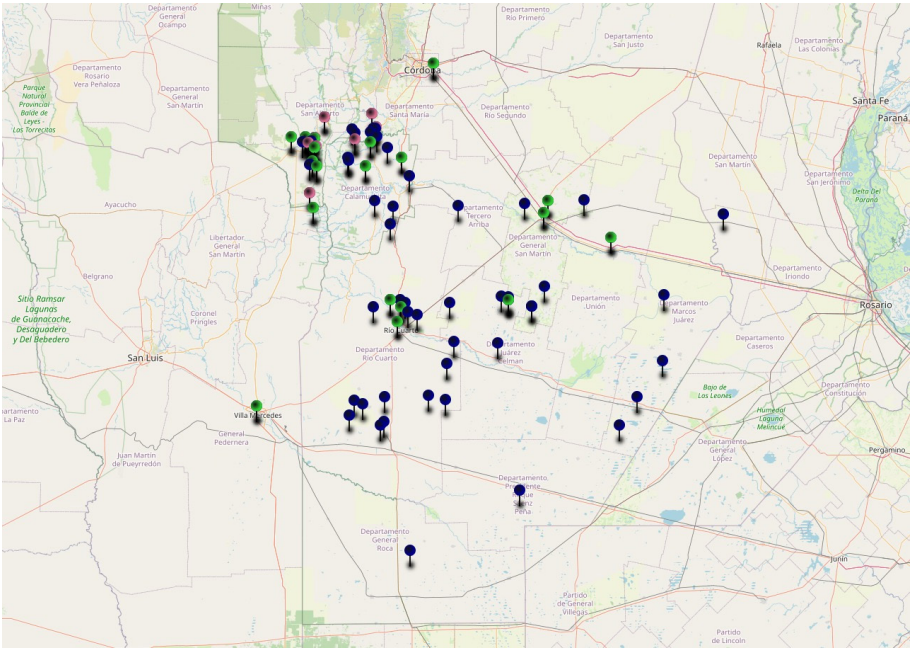 Minas
Departamento
General
Ocampo
Departamento
Río Primero
Departamento
San Justo
Rafaela
Departamento
Las Colonias
Departamento
Rosario
Vera Peñaloza
Córdoba
Parque
Natural
Provincial
Balde de
Leyes
- Las Torrecitas
Departamento
General
San Martín
Departamento
San Alberto
Departamento
Santa María
Departamento
Río Segundo
Santa Fe
Paraná
Departamento
San Martín
Departamento
San Jerónimo
Delta Del
Paraná
Ayacucho
Departamento
Calamuchita
Departamento
Tercero
Arriba
Libertador
General
San Martín
Departamento
General
San Martín
Belgrano
Departamento
Iriondo
Sitio Ramsar
Lagunas
de Guanacache,
Desaguadero
y Del Bebedero
Coronel
Pringles
Departamento
Unión
Departamento
Marcos
Juárez
Rosario
Río Cuarto
San Luis
Departamento
Río Cuarto
Departamento
Juárez
Celman
Departamento
Caseros
Bajo de
Los Leones
Departamento
Constitución
artamento
La Paz
Villa Mercedes
Humedal
Laguna
Melincué
General
Pedernera
Juan Martín
de Pueyrredón
Departamento
General
López
Pergamino
Departamento
Presidente
Roque
Sáenz
Peña
Departamento
General
Roca
Junín
Partido
de General
Villegas
Partido
de Lincoln